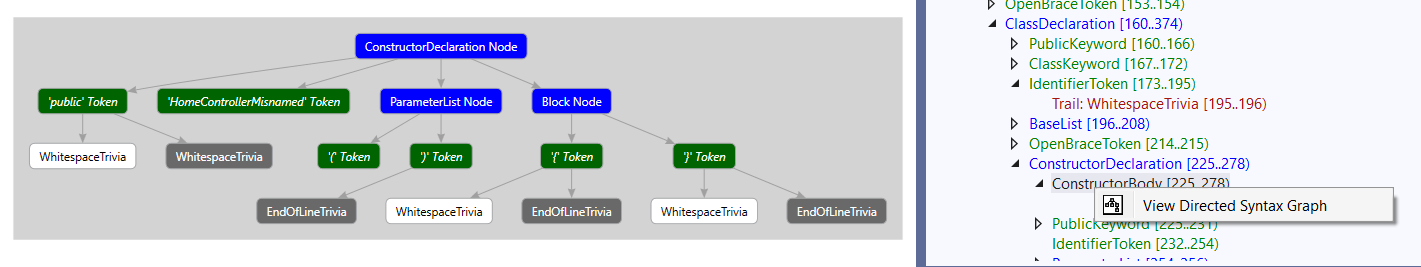 ConstructorDeclaration Node
'public' Token
'HomeControllerMisnamed' Token
ParameterList Node
Block Node
WhitespaceTrivia
WhitespaceTrivia
'(' Token
')' Token
'{' Token
'}' Token
EndOfLineTrivia
WhitespaceTrivia
EndOfLineTrivia
WhitespaceTrivia
EndOfLineTrivia
OpenBraceToken [153..154)
ClassDeclaration [160..374)
PublicKeyword [160..166)
ClassKeyword [167..172)
IdentifierToken [173..195)
Trail: WhitespaceTrivia [195..196)
BaseList [196..208)
OpenBraceToken [214..215)
ConstructorDeclaration [225..278)
ConstructorBody [225..278)
View Directed Syntax Graph
PublicKeyword [225..231)
IdentifierToken [232..254)
ParameterList [254..256)